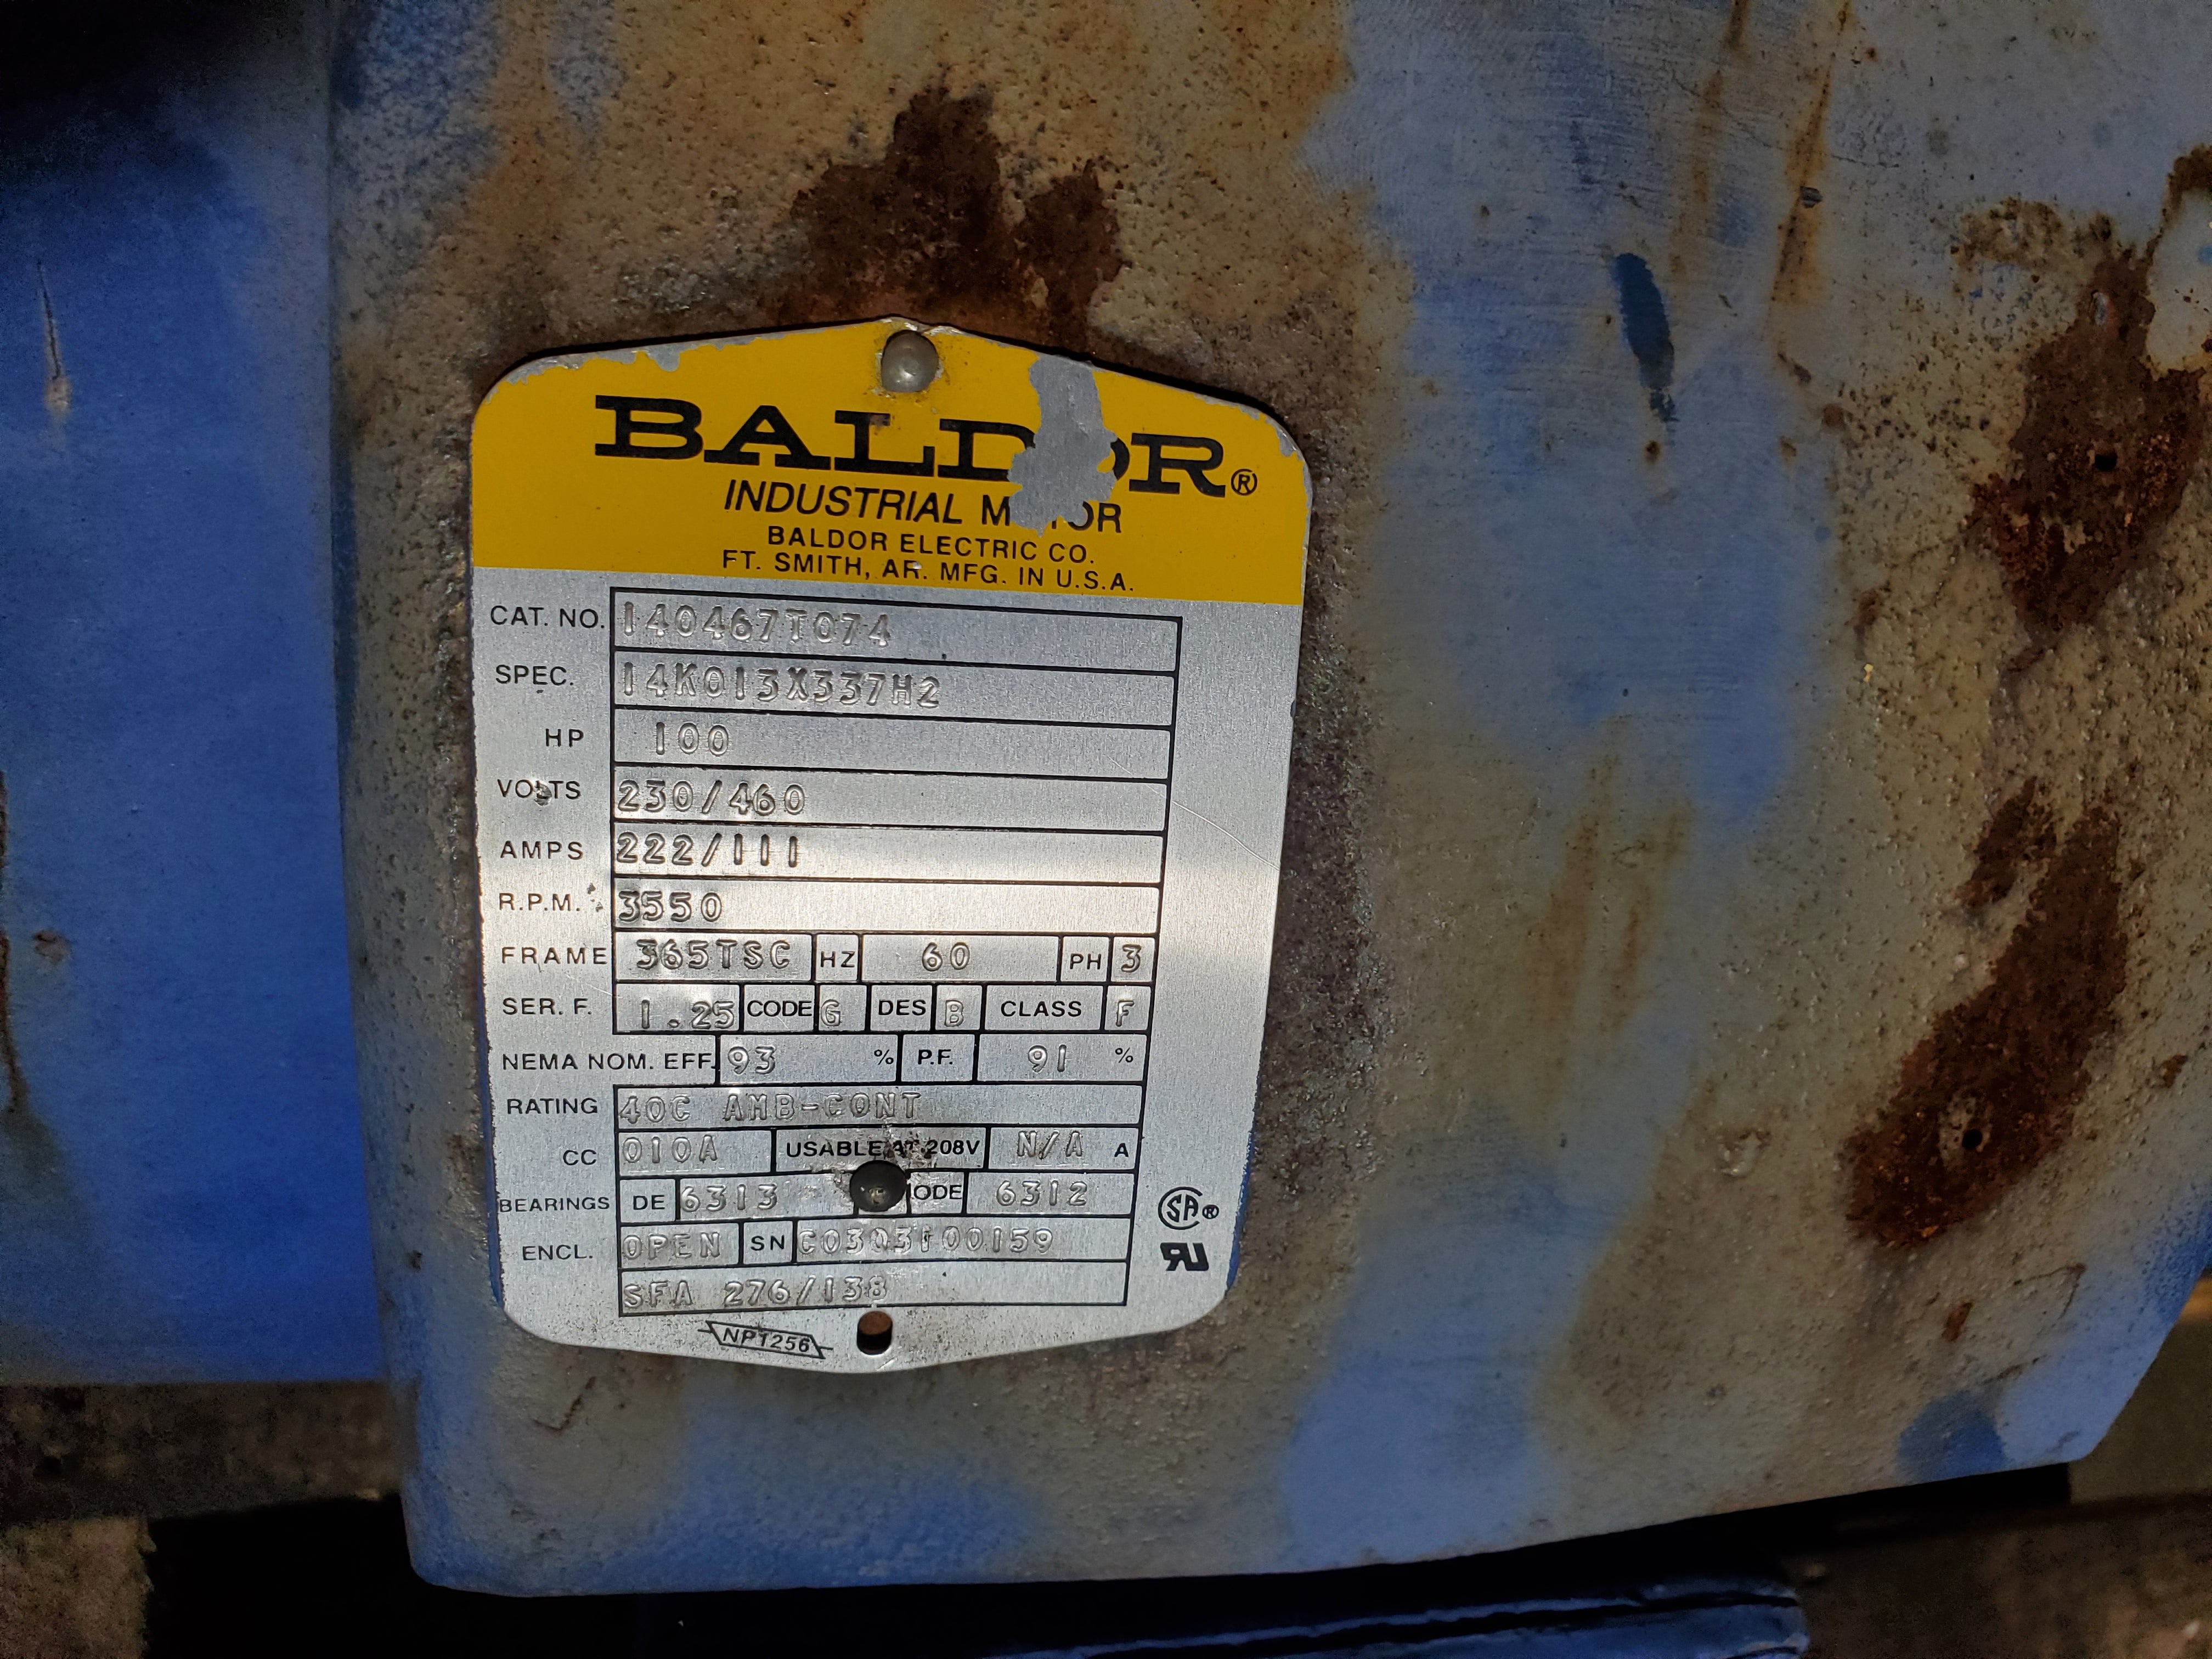 BALDOR®
INDUSTRIAL MOTOR
BALDOR ELECTRIC CO.
FT. SMITH, AR. MFG. IN U.S.A.
CAT. NO. 140467T074
SPEC. 14K013X337H2
HP 100
VOLTS 230/460
AMPS 222/111
R.P.M. 3550
FRAME 365TSC HZ 60 PH 3
SER. F. 1.25 CODE G DES B CLASS F
NEMA NOM. EFF. 93 % P.F. 91 %
RATING 40C AMB-CONT
CC 010A USABLE AT 208V N/A A
BEARINGS DE 6313 ODE 6312
ENCL. OPEN SN
SFA 276/138
NP1256
SA®